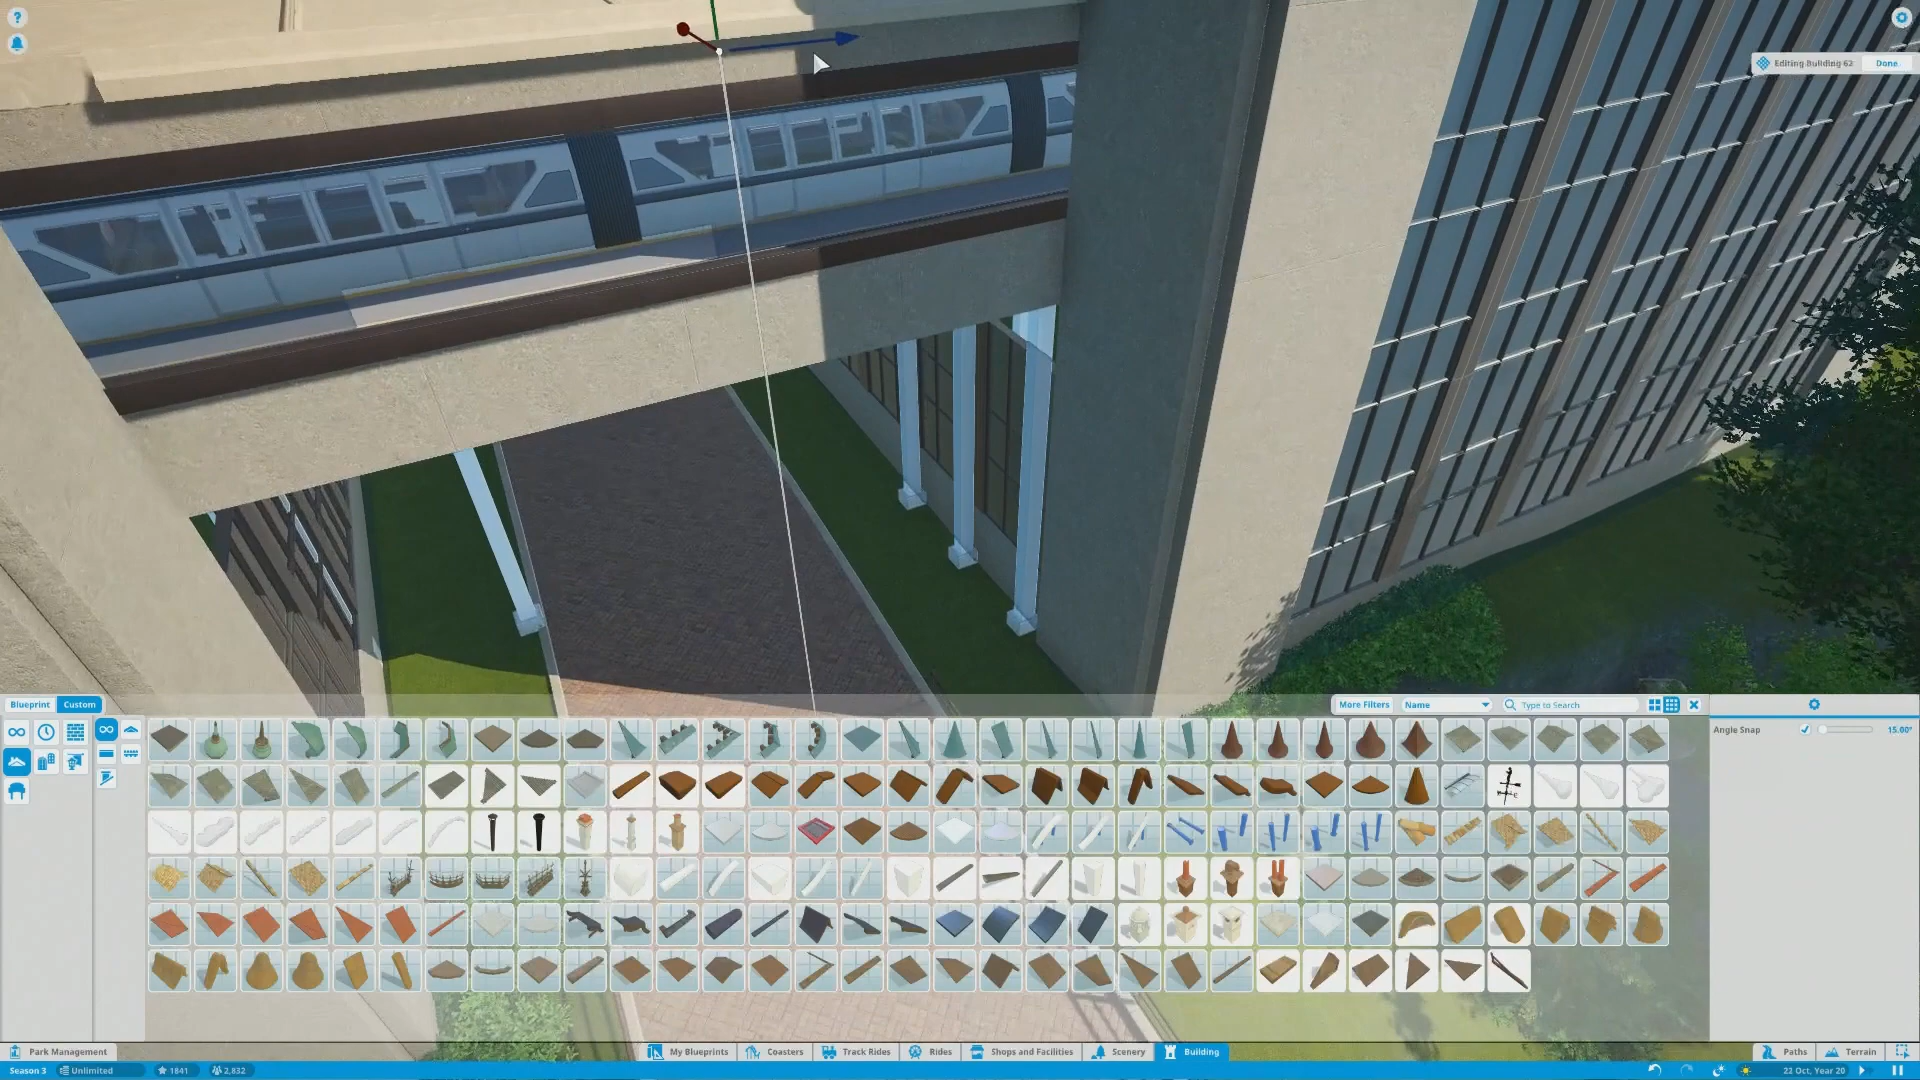 ?
Editing Building 62 Done
Blueprint Custom
More Filters Name Type to Search
Angle Snap 15.00°
Park Management
My Blueprints Coasters Track Rides Rides Shops and Facilities Scenery Building
Paths Terrain
Season 3 Unlimited 1841 2,832
22 Oct, Year 20